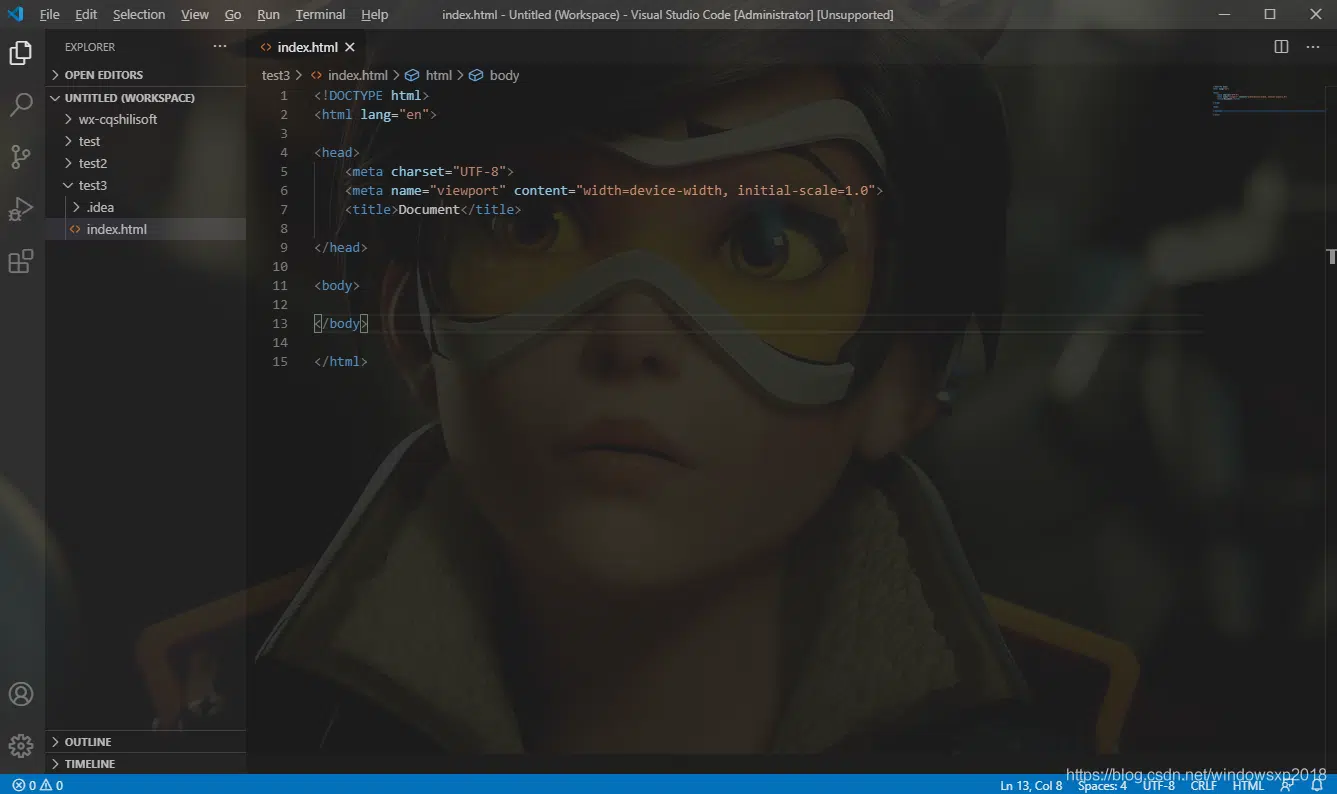 File Edit Selection View Go Run Terminal Help
index.html - Untitled (Workspace) - Visual Studio Code [Administrator] [Unsupported]
EXPLORER
OPEN EDITORS
UNTITLED (WORKSPACE)
wx-cqshilisoft
test
test2
test3
.idea
index.html
OUTLINE
TIMELINE
index.html
test3 > index.html > html > body
1 <!DOCTYPE html>
2 <html lang="en">
3
4 <head>
5 <meta charset="UTF-8">
6 <meta name="viewport" content="width=device-width, initial-scale=1.0">
7 <title>Document</title>
8
9 </head>
10
11 <body>
12
13 </body>
14
15 </html>
https://blog.csdn.net/windowsxp2018
0 0
Ln 13, Col 8 Spaces: 4 UTF-8 CRLF HTML